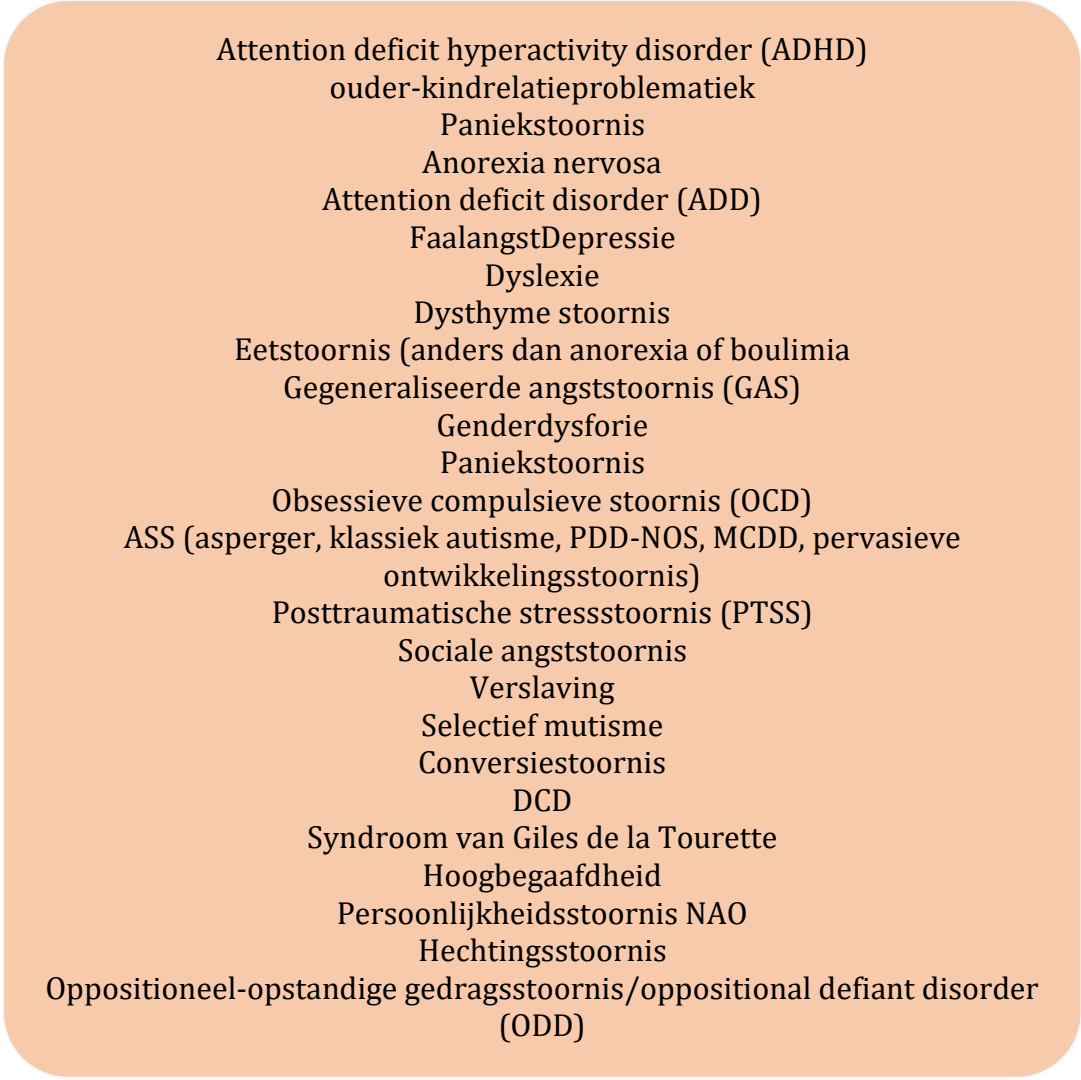 Attention deficit hyperactivity disorder (ADHD)
ouder-kindrelatieproblematiek
Paniekstoornis
Anorexia nervosa
Attention deficit disorder (ADD)
FaalangstDepressie
Dyslexie
Dysthyme stoornis
Eetstoornis (anders dan anorexia of boulimia
Gegeneraliseerde angststoornis (GAS)
Genderdysforie
Paniekstoornis
Obsessieve compulsieve stoornis (OCD)
ASS (asperger, klassiek autisme, PDD-NOS, MCDD, pervasieve
ontwikkelingsstoornis)
Posttraumatische stressstoornis (PTSS)
Sociale angststoornis
Verslaving
Selectief mutisme
Conversiestoornis
DCD
Syndroom van Giles de la Tourette
Hoogbegaafdheid
Persoonlijkheidsstoornis NAO
Hechtingsstoornis
Oppositioneel-opstandige gedragsstoornis/oppositional defiant disorder
(ODD)